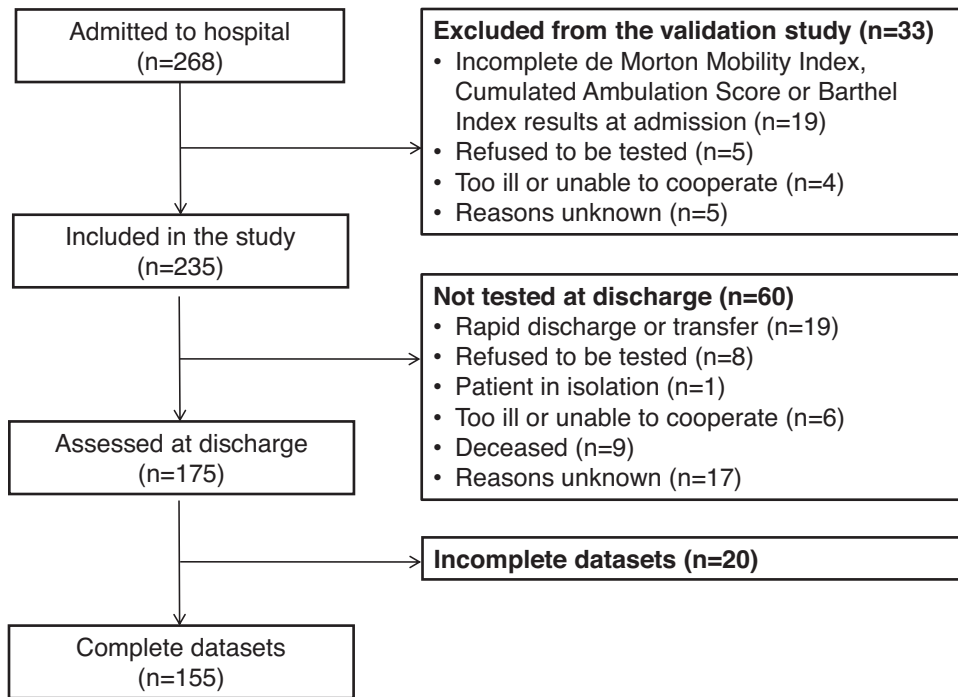 Admitted to hospital
(n=268)
Excluded from the validation study (n=33)
• Incomplete de Morton Mobility Index,
Cumulated Ambulation Score or Barthel
Index results at admission (n=19)
• Refused to be tested (n=5)
• Too ill or unable to cooperate (n=4)
• Reasons unknown (n=5)
Included in the study
(n=235)
Not tested at discharge (n=60)
• Rapid discharge or transfer (n=19)
• Refused to be tested (n=8)
• Patient in isolation (n=1)
• Too ill or unable to cooperate (n=6)
• Deceased (n=9)
• Reasons unknown (n=17)
Assessed at discharge
(n=175)
Incomplete datasets (n=20)
Complete datasets
(n=155)